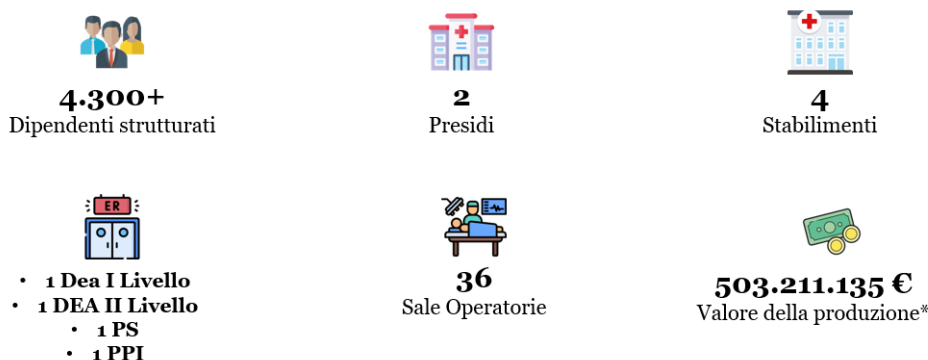 4.300+
Dipendenti strutturati
2
Presidi
4
Stabilimenti
ER
• 1 Dea I Livello
• 1 DEA II Livello
• 1 PS
• 1 PPI
36
Sale Operatorie
503.211.135 €
Valore della produzione*